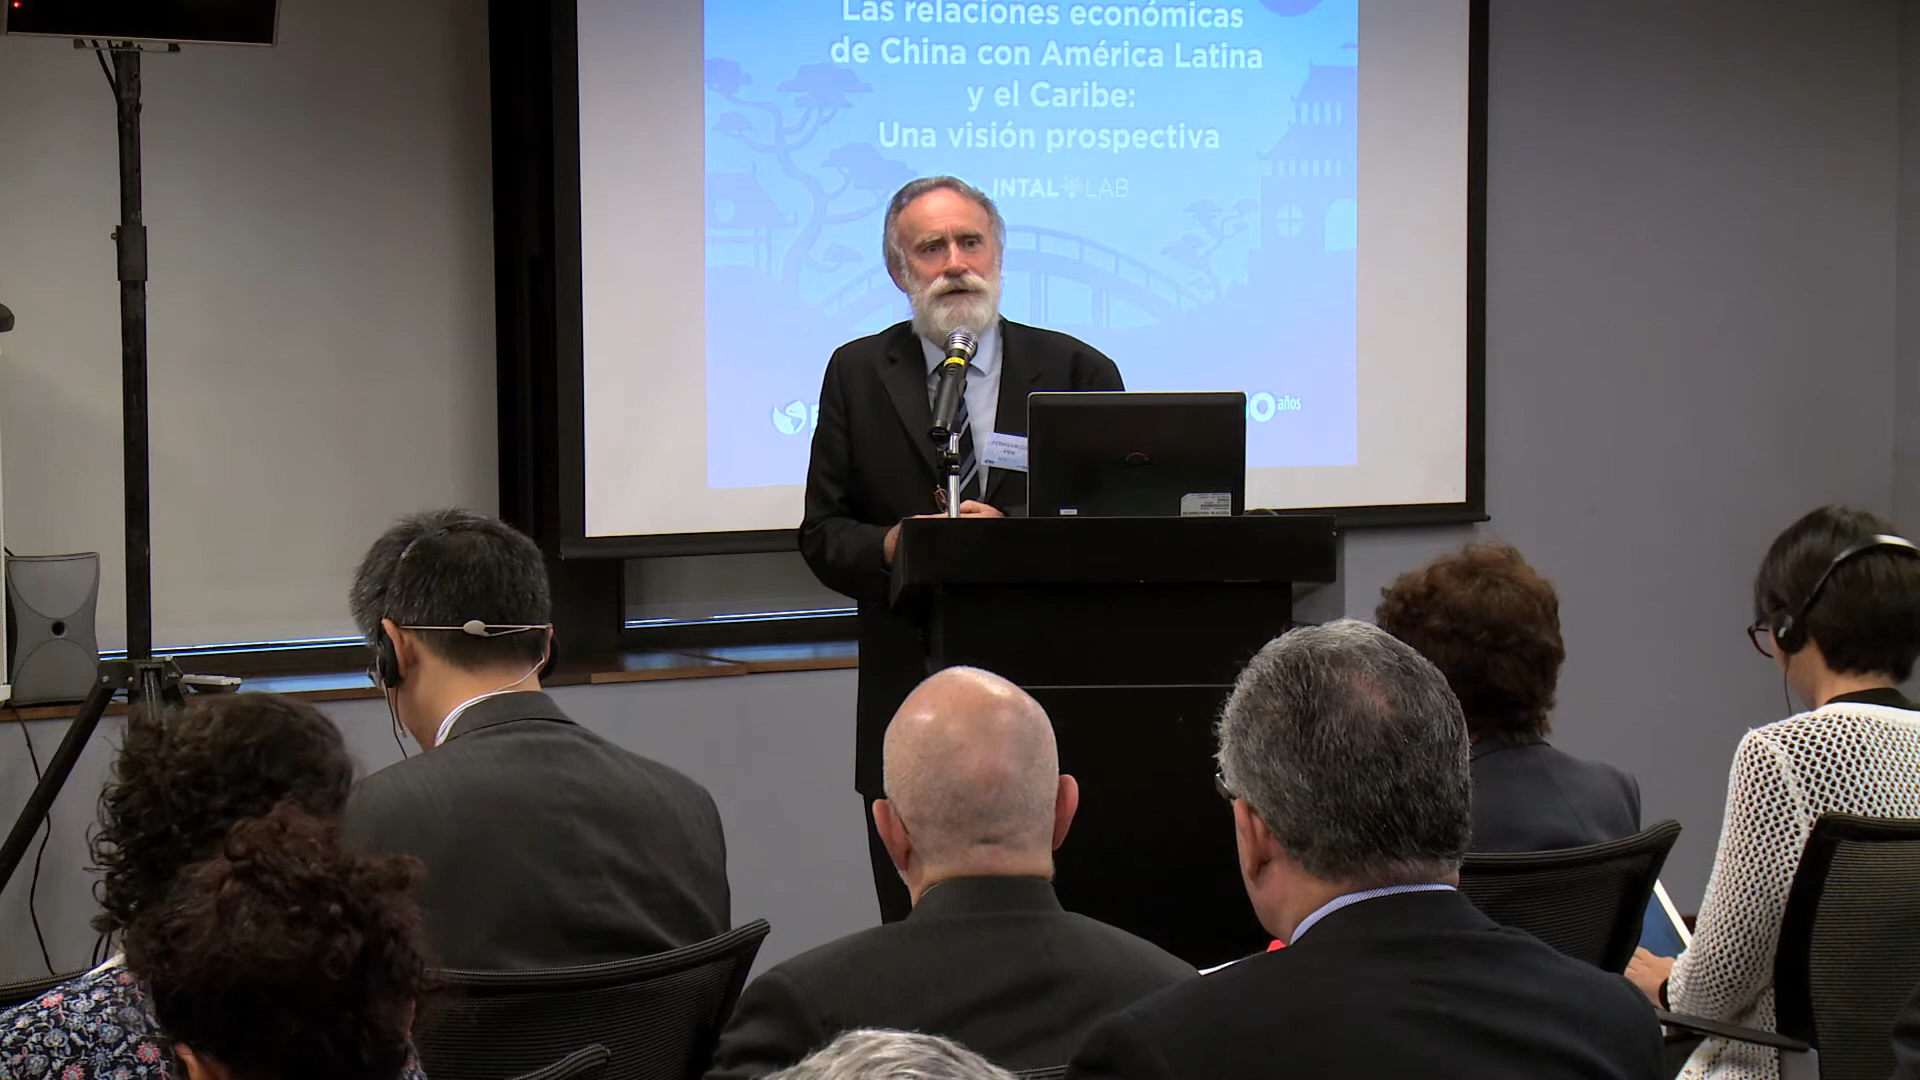 Las relaciones económicas
de China con América Latina
y el Caribe:
Una visión prospectiva
INTAL LAB
años